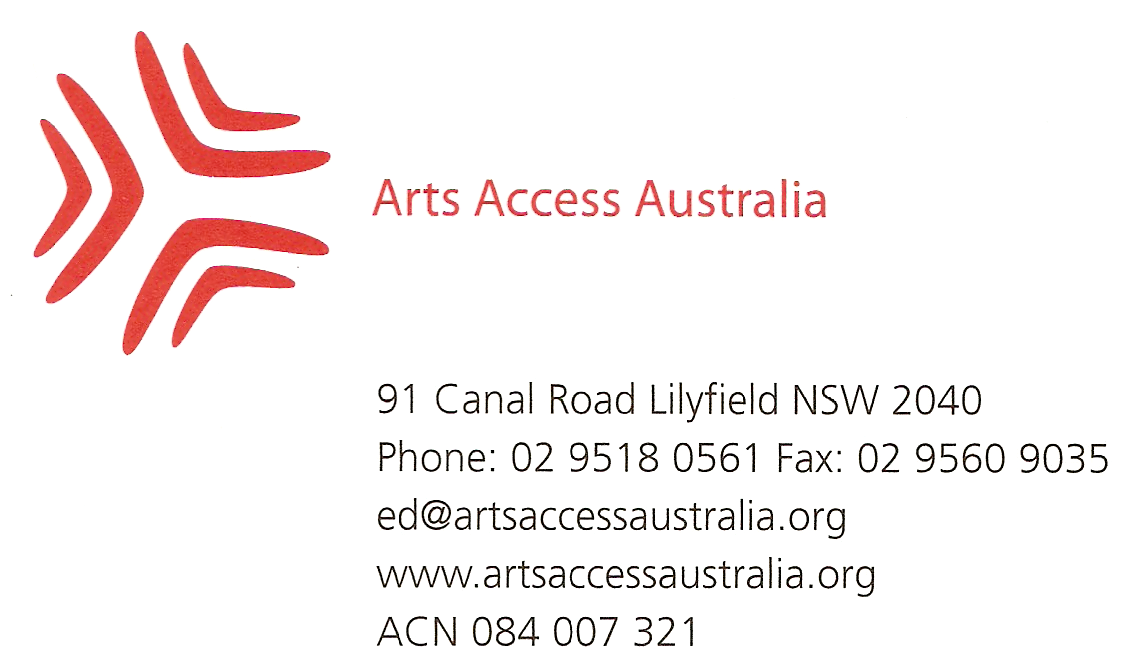 Arts Access Australia
91 Canal Road Lilyfield NSW 2040
Phone: 02 9518 0561 Fax: 02 9560 9035
ed@artsaccessaustralia.org
www.artsaccessaustralia.org
ACN 084 007 321